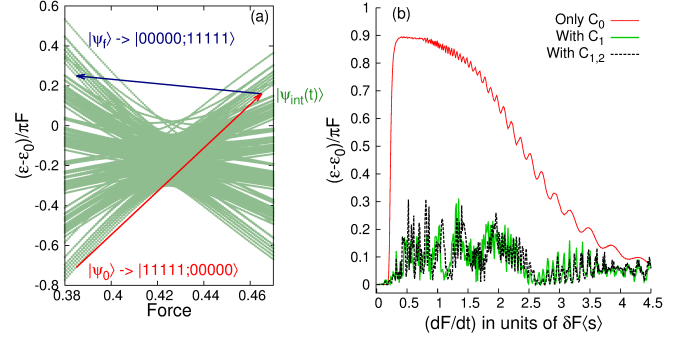 (a)
0.6
0.4
0.2
0
-0.2
-0.4
-0.6
-0.8
(ε-ε₀)/πF
|ψf⟩ -> |00000;11111⟩
|ψint(t)⟩
|ψ₀⟩ -> |11111;00000⟩
0.38 0.4 0.42 0.44 0.46
Force
(b)
Only C₀
With C₁
With C₁,₂
1
0.9
0.8
0.7
0.6
0.5
0.4
0.3
0.2
0.1
0
(ε-ε₀)/πF
0 0.5 1 1.5 2 2.5 3 3.5 4 4.5
(dF/dt) in units of δF⟨s⟩